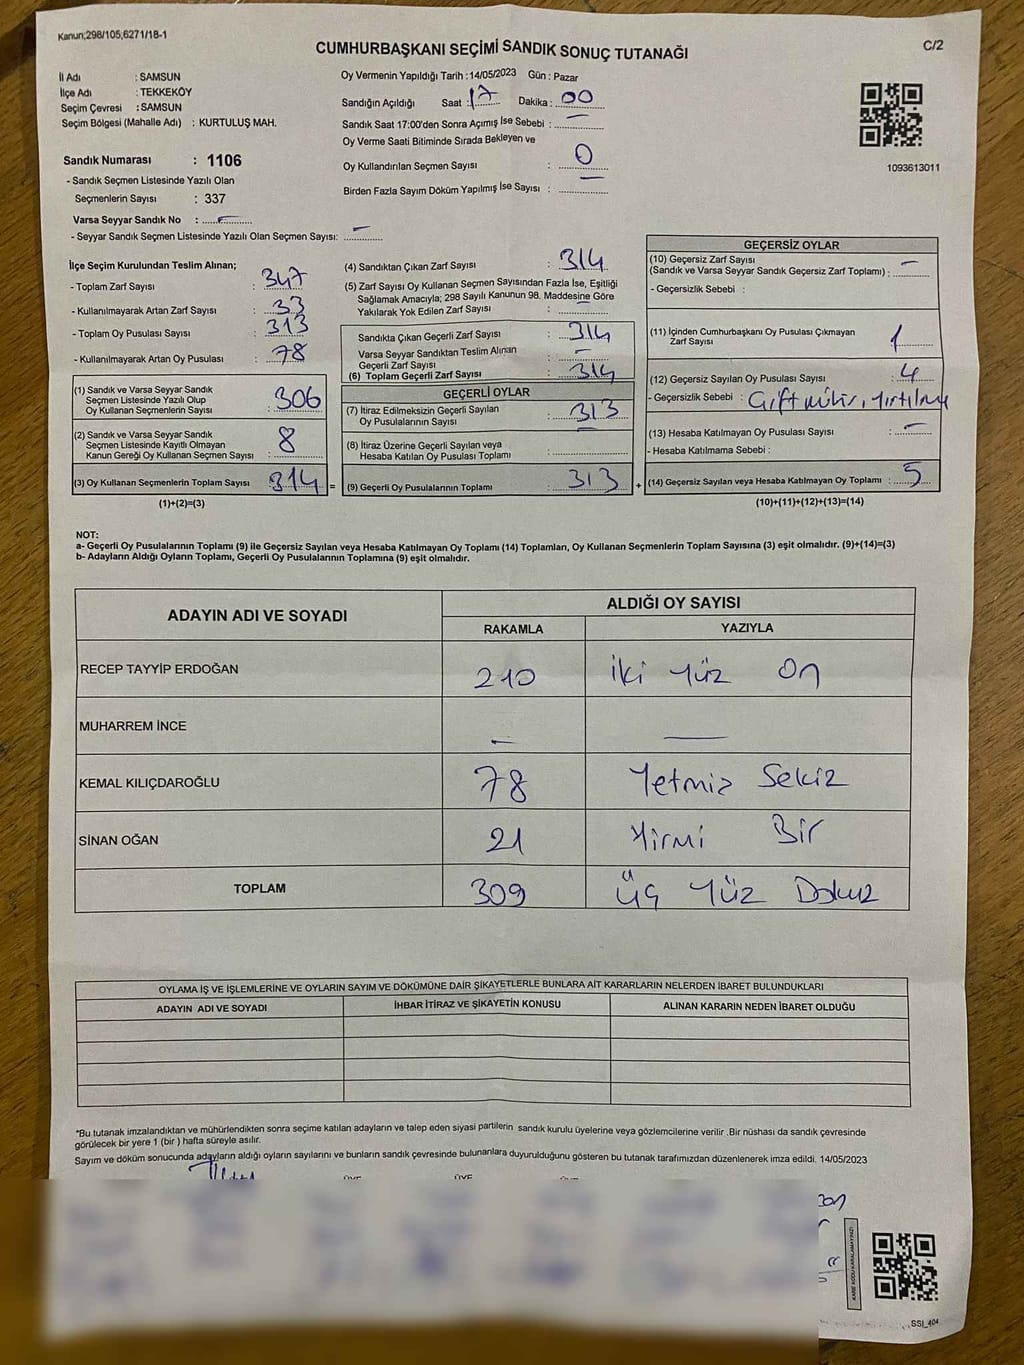 Kanun;298/105,6271/18-1
CUMHURBAŞKANI SEÇİMİ SANDIK SONUÇ TUTANAĞI
C/2
İl Adı : SAMSUN
İlçe Adı : TEKKEKÖY
Seçim Çevresi : SAMSUN
Seçim Bölgesi (Mahalle Adı) : KURTULUŞ MAH.
Oy Vermenin Yapıldığı Tarih :14/05/2023 Gün : Pazar
Sandığın Açıldığı Saat :17 Dakika : 00
Sandık Saat 17:00'den Sonra Açımış İse Sebebi : —
Oy Verme Saati Bitiminde Sırada Bekleyen ve
Oy Kullandırılan Seçmen Sayısı : 0
Birden Fazla Sayım Döküm Yapılmış İse Sayısı : —
1093613011
Sandık Numarası : 1106
- Sandık Seçmen Listesinde Yazılı Olan
Seçmenlerin Sayısı : 337
Varsa Seyyar Sandık No : —
- Seyyar Sandık Seçmen Listesinde Yazılı Olan Seçmen Sayısı: —
İlçe Seçim Kurulundan Teslim Alınan;
- Toplam Zarf Sayısı : 347
- Kullanılmayarak Artan Zarf Sayısı : 33
- Toplam Oy Pusulası Sayısı : 313
- Kullanılmayarak Artan Oy Pusulası : 78
(1) Sandık ve Varsa Seyyar Sandık
Seçmen Listesinde Yazılı Olup
Oy Kullanan Seçmenlerin Sayısı : 306
(2) Sandık ve Varsa Seyyar Sandık
Seçmen Listesinde Kayıtlı Olmayan
Kanun Gereği Oy Kullanan Seçmen Sayısı : 8
(3) Oy Kullanan Seçmenlerin Toplam Sayısı : 314
(1)+(2)=(3)
(4) Sandıktan Çıkan Zarf Sayısı : 314
(5) Zarf Sayısı Oy Kullanan Seçmen Sayısından Fazla İse, Eşitliği
Sağlamak Amacıyla; 298 Sayılı Kanunun 98. Maddesine Göre
Yakılarak Yok Edilen Zarf Sayısı : —
Sandıkta Çıkan Geçerli Zarf Sayısı : 314
Varsa Seyyar Sandıktan Teslim Alınan
Geçerli Zarf Sayısı : —
(6) Toplam Geçerli Zarf Sayısı : 314
GEÇERLİ OYLAR
(7) İtiraz Edilmeksizin Geçerli Sayılan
Oy Pusulalarının Sayısı : 313
(8) İtiraz Üzerine Geçerli Sayılan veya
Hesaba Katılan Oy Pusulası Toplamı : —
= (9) Geçerli Oy Pusulalarının Toplamı : 313 +
GEÇERSİZ OYLAR
(10) Geçersiz Zarf Sayısı
(Sandık ve Varsa Seyyar Sandık Geçersiz Zarf Toplamı) : —
- Geçersizlik Sebebi :
(11) İçinden Cumhurbaşkanı Oy Pusulası Çıkmayan
Zarf Sayısı : 1
(12) Geçersiz Sayılan Oy Pusulası Sayısı : 4
- Geçersizlik Sebebi : Çift mühür, Yırtılma
(13) Hesaba Katılmayan Oy Pusulası Sayısı : —
- Hesaba Katılmama Sebebi :
(14) Geçersiz Sayılan veya Hesaba Katılmayan Oy Toplamı : 5
(10)+(11)+(12)+(13)=(14)
NOT:
a- Geçerli Oy Pusulalarının Toplamı (9) ile Geçersiz Sayılan veya Hesaba Katılmayan Oy Toplamı (14) Toplamları, Oy Kullanan Seçmenlerin Toplam Sayısına (3) eşit olmalıdır. (9)+(14)=(3)
b- Adayların Aldığı Oyların Toplamı, Geçerli Oy Pusulalarının Toplamına (9) eşit olmalıdır.
ADAYIN ADI VE SOYADI
ALDIĞI OY SAYISI
RAKAMLA YAZIYLA
RECEP TAYYİP ERDOĞAN 210 İki Yüz On
MUHARREM İNCE — —
KEMAL KILIÇDAROĞLU 78 Yetmiş Sekiz
SİNAN OĞAN 21 Yirmi Bir
TOPLAM 309 Üç Yüz Dokuz
OYLAMA İŞ VE İŞLEMLERİNE VE OYLARIN SAYIM VE DÖKÜMÜNE DAİR ŞİKAYETLERLE BUNLARA AİT KARARLARIN NELERDEN İBARET BULUNDUKLARI
ADAYIN ADI VE SOYADI İHBAR İTİRAZ VE ŞİKAYETİN KONUSU ALINAN KARARIN NEDEN İBARET OLDUĞU
*Bu tutanak imzalandıktan ve mühürlendikten sonra seçime katılan adayların ve talep eden siyasi partilerin sandık kurulu üyelerine veya gözlemcilerine verilir .Bir nüshası da sandık çevresinde
görülecek bir yere 1 (bir ) hafta süreyle asılır.
Sayım ve döküm sonucunda adayların aldığı oyların sayılarını ve bunların sandık çevresinde bulunanlara duyurulduğunu gösteren bu tutanak tarafımızdan düzenlenerek imza edildi. 14/05/2023
ÜYE
SSI_404